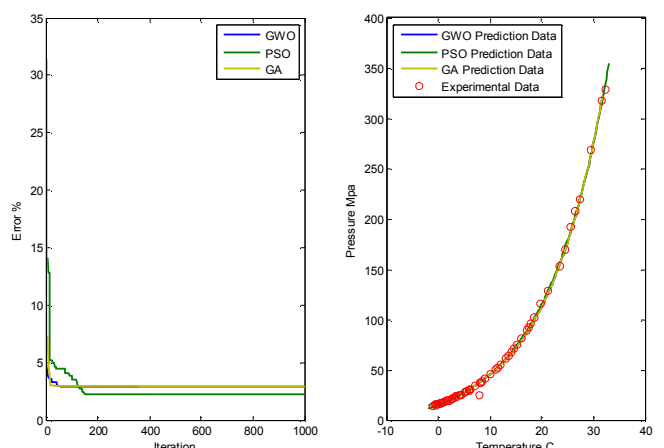 35
30
25
20
15
10
5
0
Error %
GWO
PSO
GA
0 200 400 600 800 1000
Iteration
400
350
300
250
200
150
100
50
0
Pressure Mpa
GWO Prediction Data
PSO Prediction Data
GA Prediction Data
Experimental Data
-10 0 10 20 30 40
Temperature C